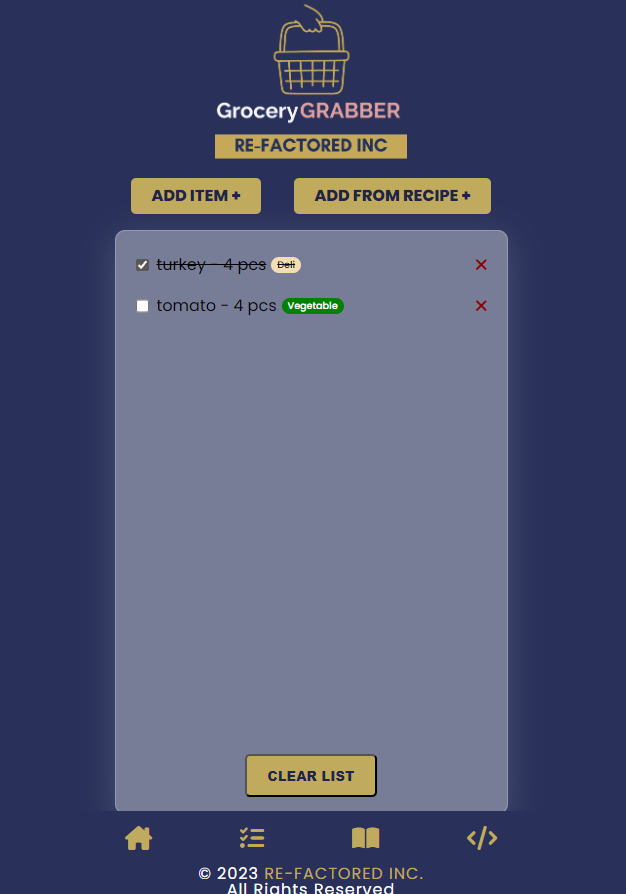 GroceryGRABBER
RE-FACTORED INC
ADD ITEM +
ADD FROM RECIPE +
turkey - 4 pcs Deli
tomato - 4 pcs Vegetable
CLEAR LIST
© 2023 RE-FACTORED INC.
All Rights Reserved